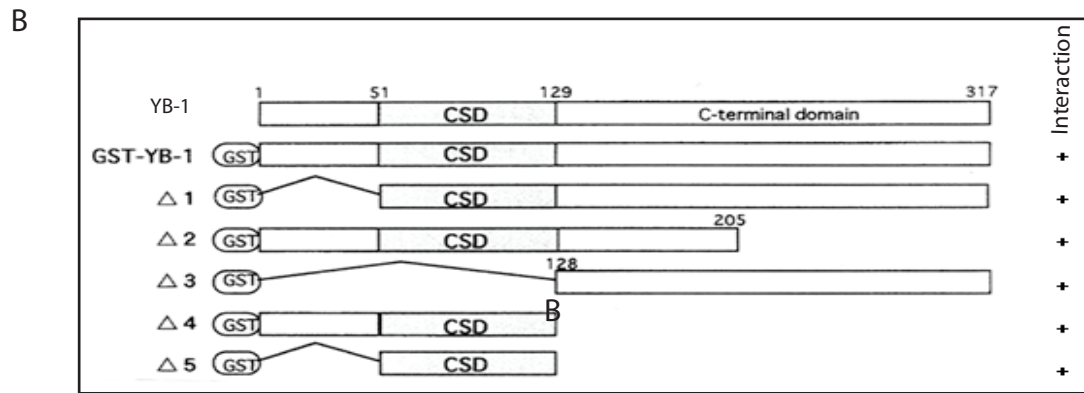 B
Interaction
1 51 129 317
YB-1 CSD C-terminal domain
GST-YB-1 GST CSD +
△1 GST CSD +
205
△2 GST CSD +
128
△3 GST +
B
△4 GST CSD +
△5 GST CSD +